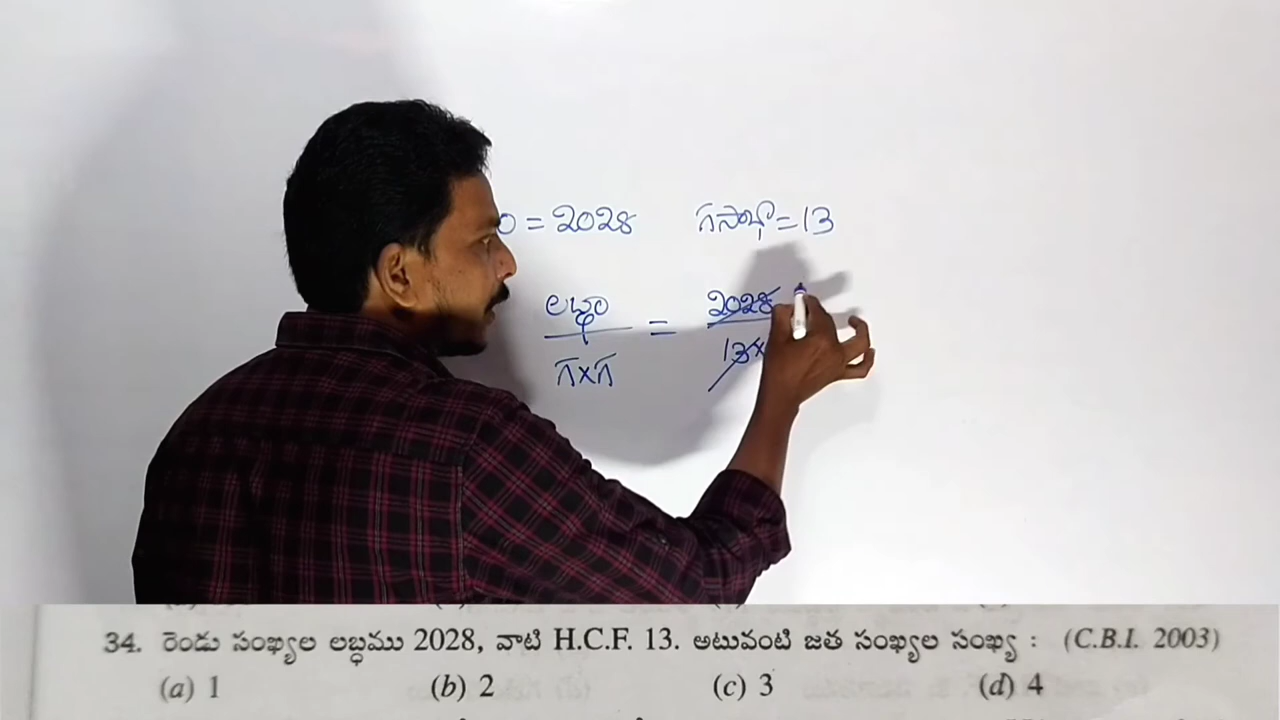 = 2028 గసాభా = 13
లబ్ధం = 2028
గ×గ 13×
34. రెండు సంఖ్యల లబ్ధము 2028, వాటి H.C.F. 13. అటువంటి జత సంఖ్యల సంఖ్య : (C.B.I. 2003)
(a) 1 (b) 2 (c) 3 (d) 4